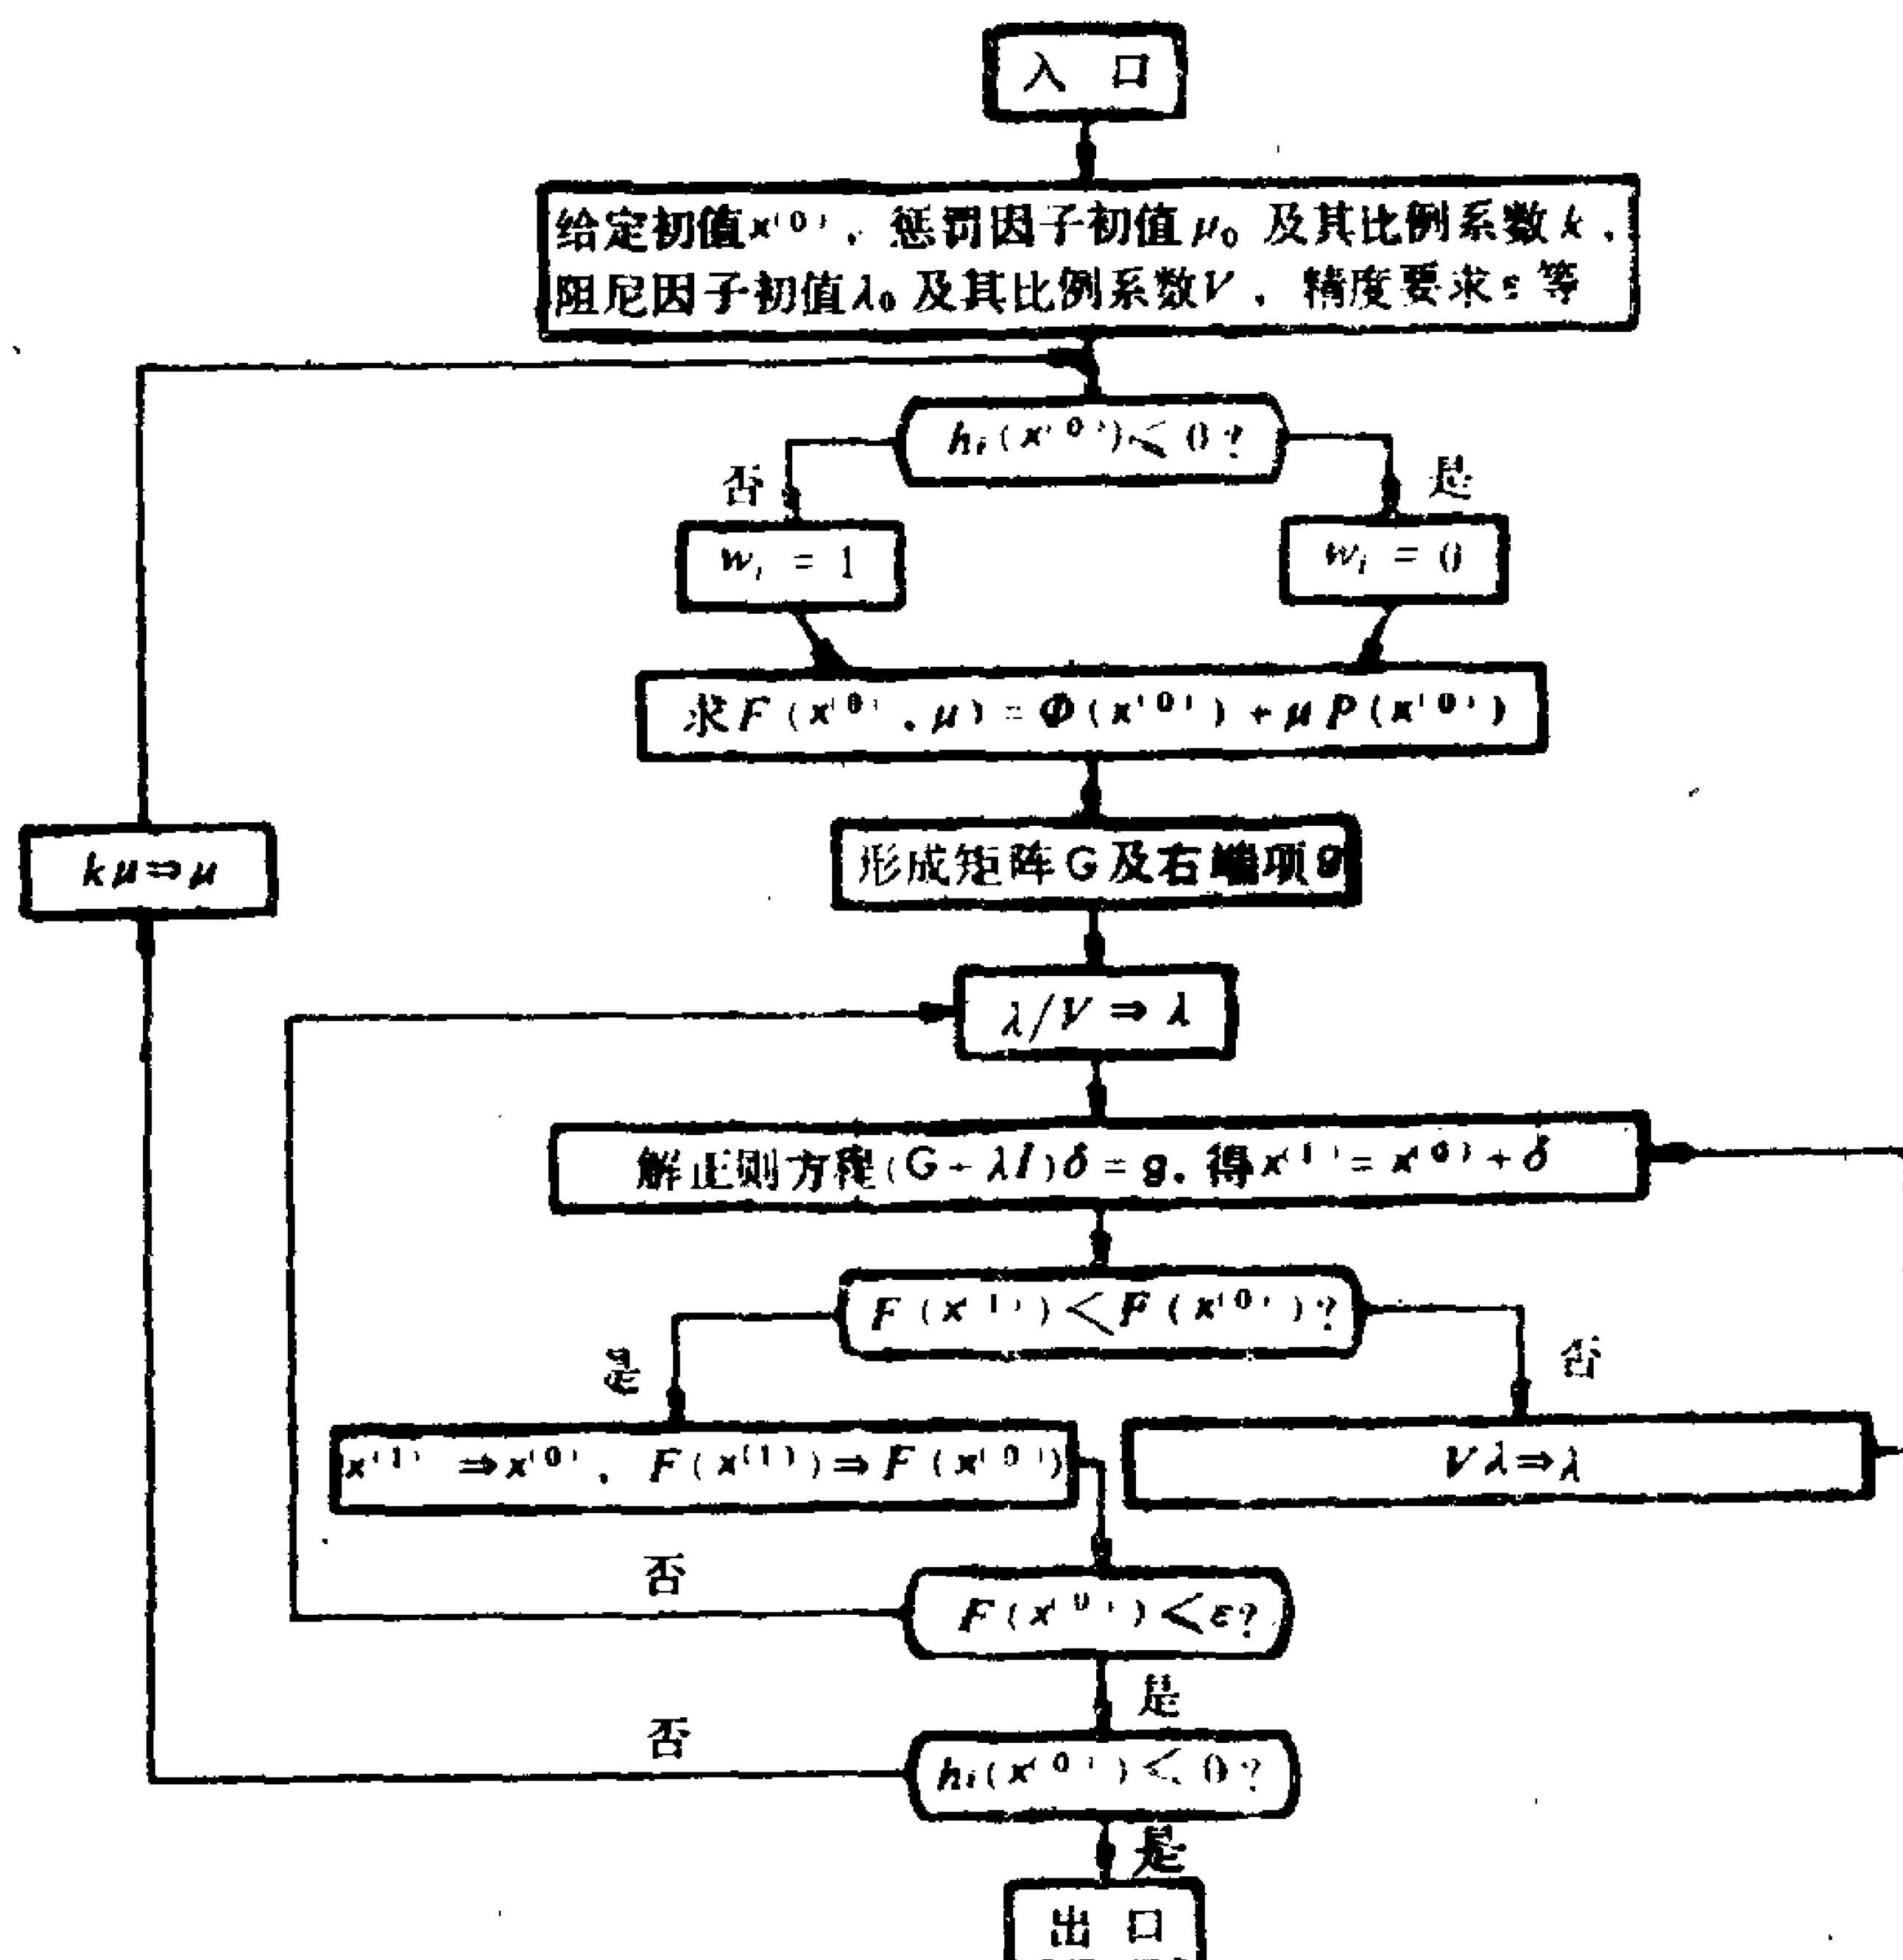 入 口
给定初值x⁽⁰⁾, 惩罚因子初值μ₀ 及其比例系数k,
阻尼因子初值λ₀ 及其比例系数V, 精度要求ε等
hᵢ(x⁽⁰⁾)≤ 0?
否
是
wᵢ = 1
wᵢ = 0
求F(x⁽⁰⁾, μ) = Φ(x⁽⁰⁾) + μP(x⁽⁰⁾)
形成矩阵G及右端项g
kμ⇒μ
λ/V ⇒ λ
解正则方程(G - λI)δ = g. 得x⁽¹⁾ = x⁽⁰⁾ + δ
F(x⁽¹⁾)<F(x⁽⁰⁾)?
是
否
x⁽¹⁾ ⇒x⁽⁰⁾, F(x⁽¹⁾)⇒F(x⁽⁰⁾)
Vλ⇒λ
否
F(x⁽⁰⁾)<ε?
是
否
hᵢ(x⁽⁰⁾)≤ 0?
是
出 口